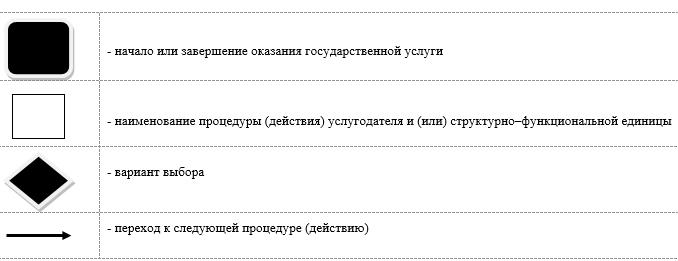 - начало или завершение оказания государственной услуги
- наименование процедуры (действия) услугодателя и (или) структурно–функциональной единицы
- вариант выбора
- переход к следующей процедуре (действию)